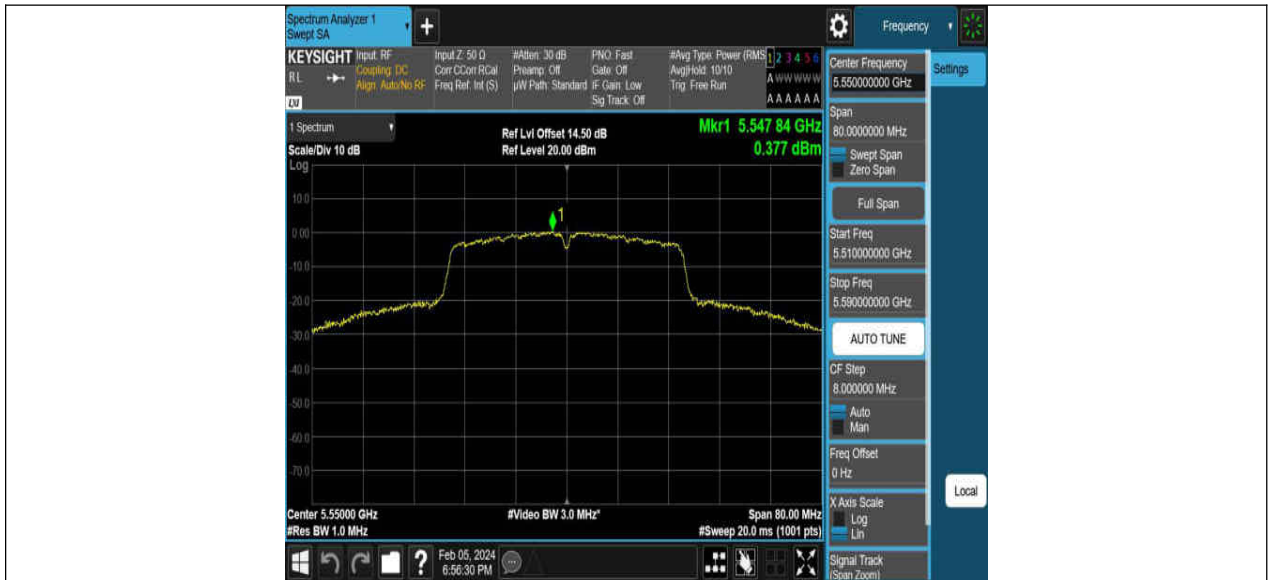 Spectrum Analyzer 1
Swept SA
+
Frequency
KEYSIGHT
RL
LXI
Input: RF
Coupling: DC
Align: Auto/No RF
Input Z: 50 Ω
Corr CCorr RCal
Freq Ref: Int (S)
#Atten: 30 dB
Preamp: Off
µW Path: Standard
PNO: Fast
Gate: Off
IF Gain: Low
Sig Track: Off
#Avg Type: Power (RMS
Avg|Hold: 10/10
Trig: Free Run
1 2 3 4 5 6
A W W W W W
A A A A A A
1 Spectrum
Scale/Div 10 dB
Ref Lvl Offset 14.50 dB
Ref Level 20.00 dBm
Mkr1 5.547 84 GHz
0.377 dBm
Log
10.0
0.00
-10.0
-20.0
-30.0
-40.0
-50.0
-60.0
-70.0
1
Center 5.55000 GHz
#Res BW 1.0 MHz
#Video BW 3.0 MHz*
Span 80.00 MHz
#Sweep 20.0 ms (1001 pts)
?
Feb 05, 2024
6:56:30 PM
Center Frequency
5.550000000 GHz
Span
80.0000000 MHz
Swept Span
Zero Span
Full Span
Start Freq
5.510000000 GHz
Stop Freq
5.590000000 GHz
AUTO TUNE
CF Step
8.000000 MHz
Auto
Man
Freq Offset
0 Hz
X Axis Scale
Log
Lin
Signal Track
(Span Zoom)
Settings
Local